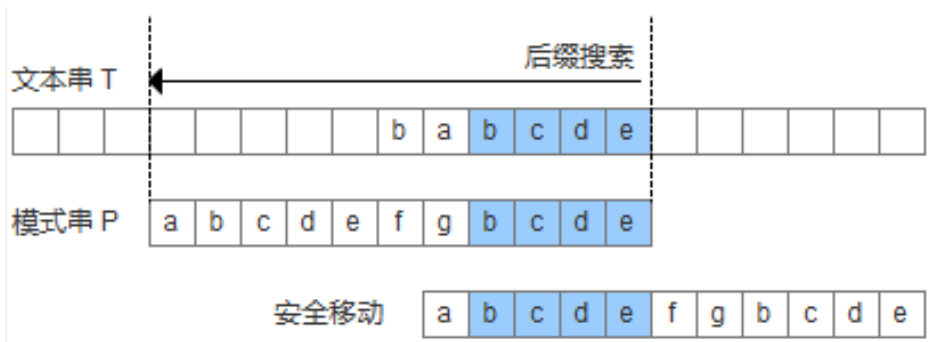 后缀搜索
文本串 T
b a b c d e
模式串 P a b c d e f g b c d e
安全移动 a b c d e f g b c d e